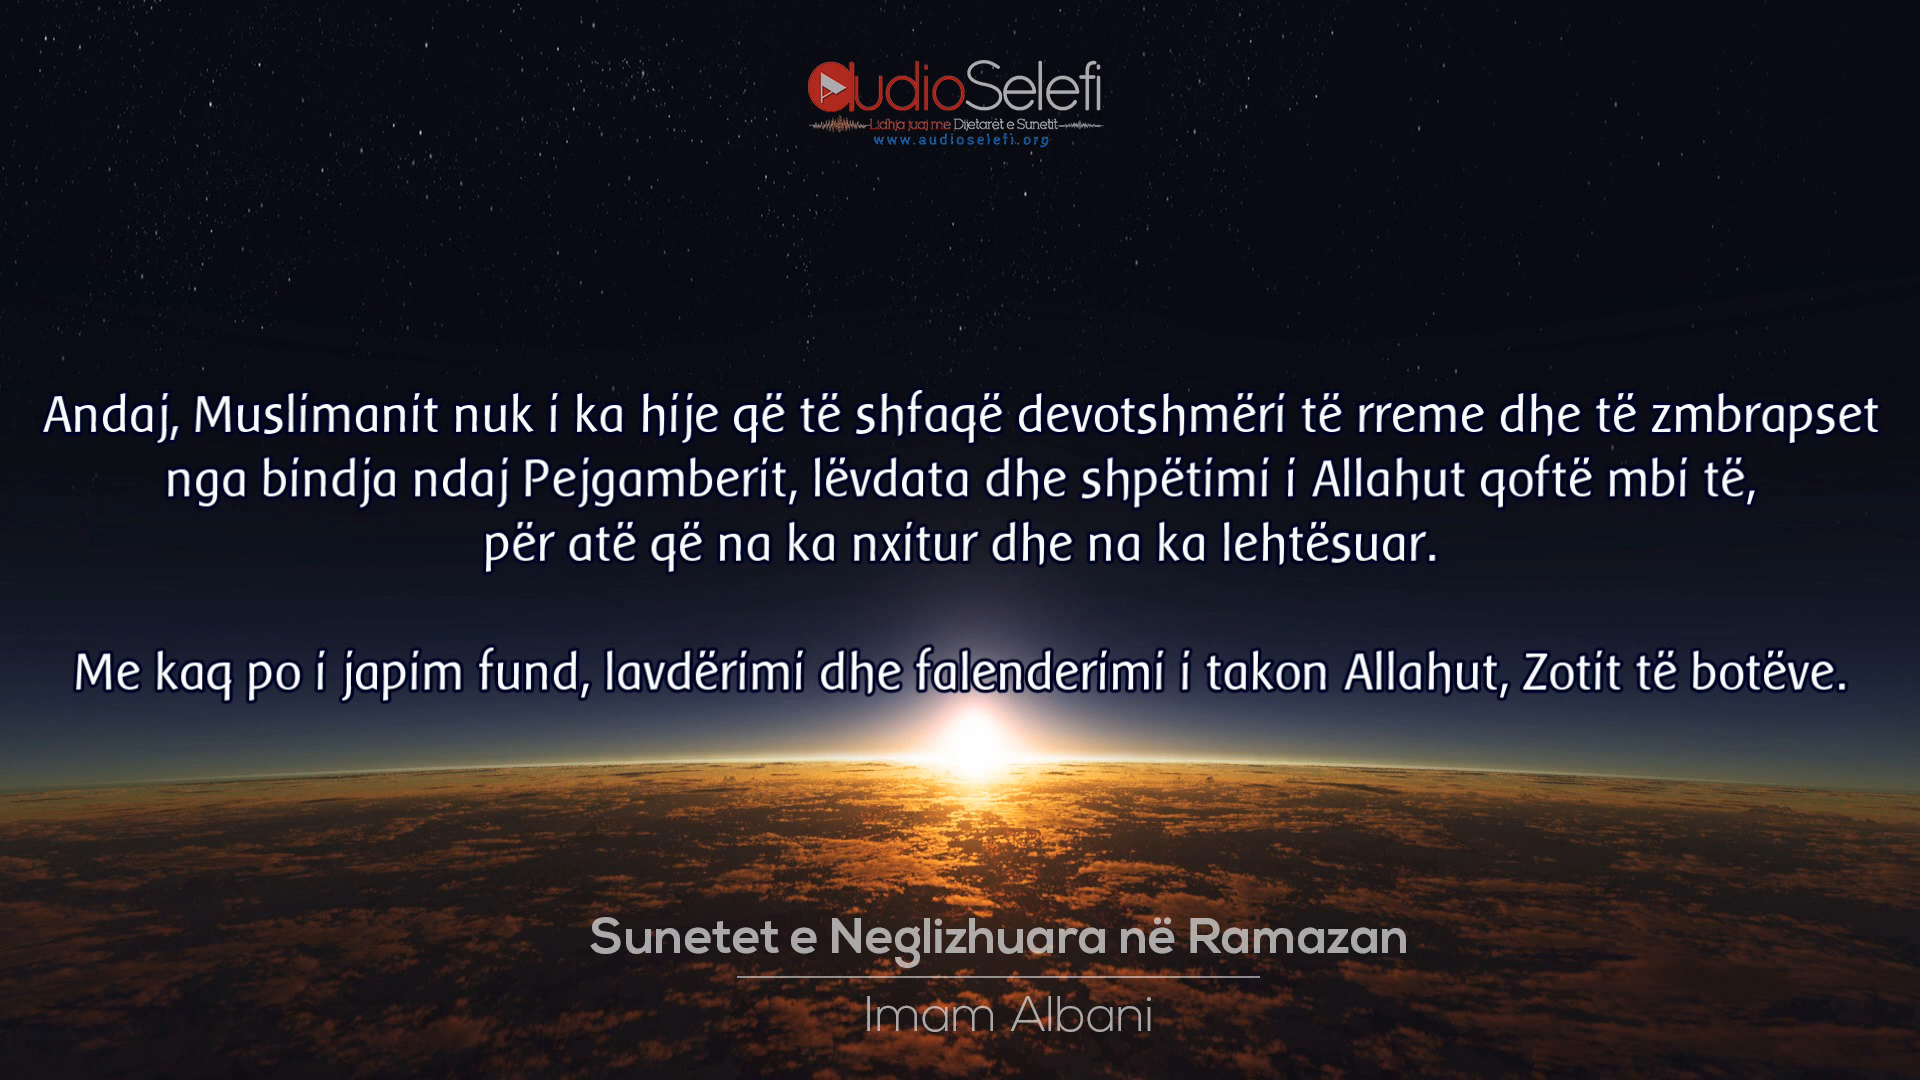 audioSelefi
Lidhja juaj me Dijetarët e Sunetit
www.audioselefi.org
Andaj, Muslimanit nuk i ka hije që të shfaqë devotshmëri të rreme dhe të zmbrapset
nga bindja ndaj Pejgamberit, lëvdata dhe shpëtimi i Allahut qoftë mbi të,
për atë që na ka nxitur dhe na ka lehtësuar.
Me kaq po i japim fund, lavdërimi dhe falenderimi i takon Allahut, Zotit të botëve.
Sunetet e Neglizhuara në Ramazan
Imam Albani